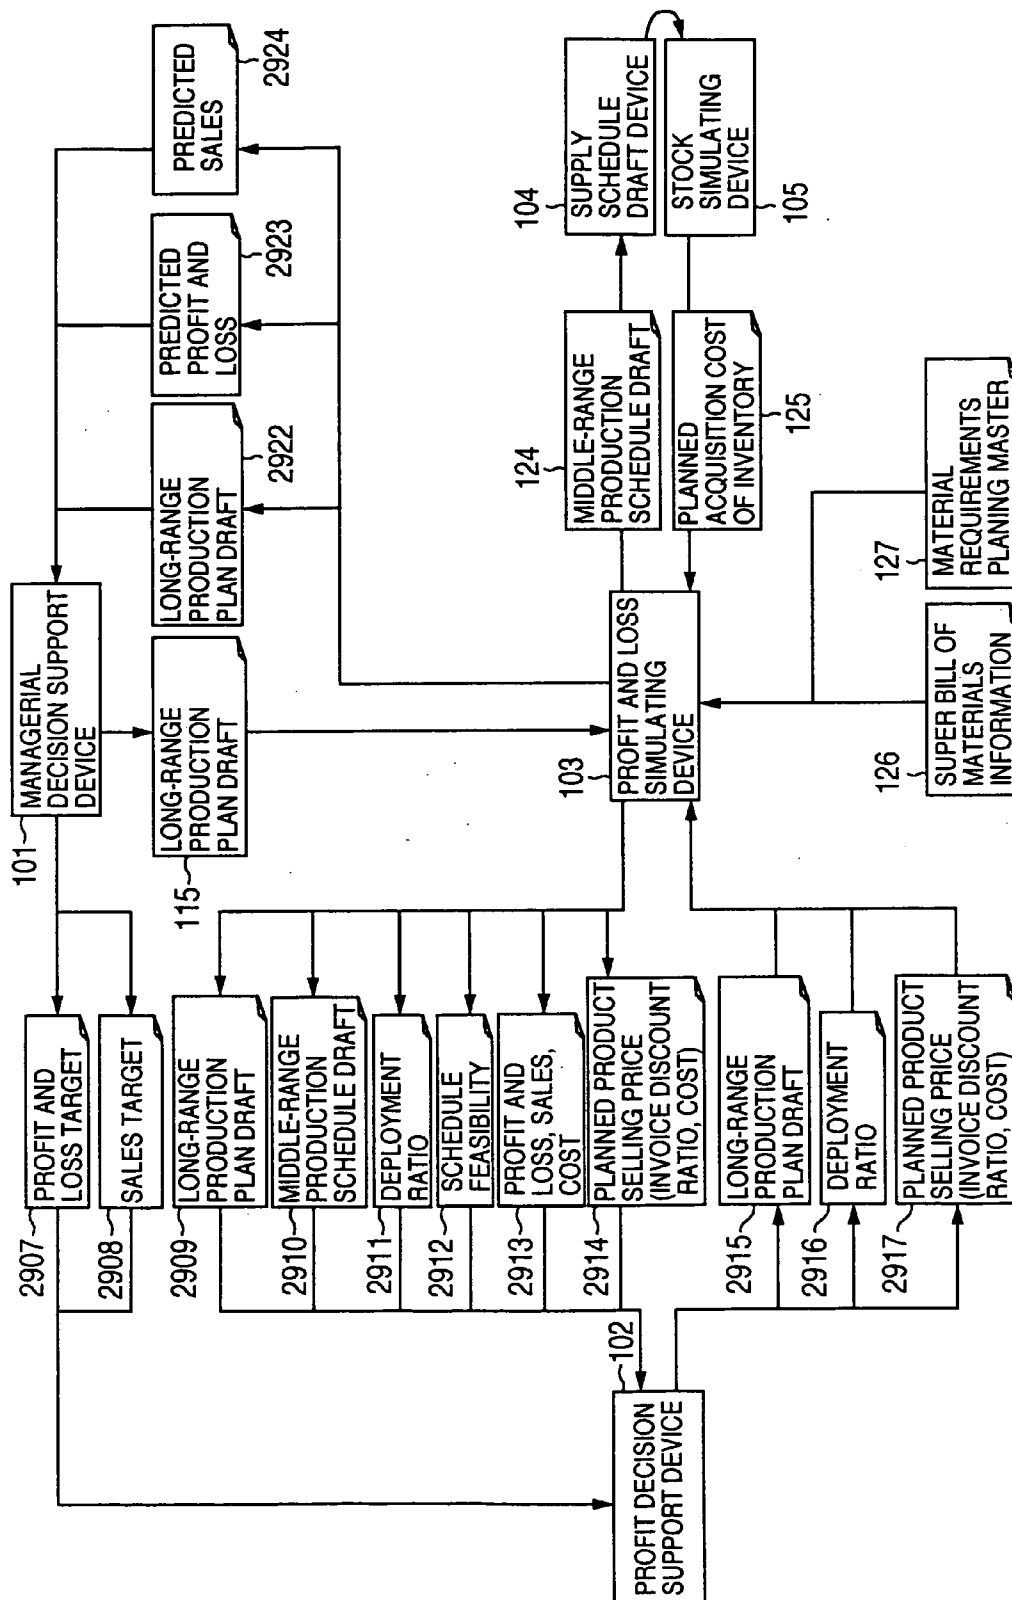 MANAGERIAL
DECISION SUPPORT
DEVICE
101
PROFIT AND
LOSS TARGET
2907
SALES TARGET
2908
LONG-RANGE
PRODUCTION
PLAN DRAFT
115
LONG-RANGE
PRODUCTION
PLAN DRAFT
2922
PREDICTED
PROFIT AND
LOSS
2923
PREDICTED
SALES
2924
LONG-RANGE
PRODUCTION
PLAN DRAFT
2909
MIDDLE-RANGE
PRODUCTION
SCHEDULE DRAFT
2910
DEPLOYMENT
RATIO
2911
SCHEDULE
FEASIBILITY
2912
PROFIT AND
LOSS, SALES,
COST
2913
PLANNED PRODUCT
SELLING PRICE
(INVOICE DISCOUNT
RATIO, COST)
2914
PROFIT DECISION
SUPPORT DEVICE
102
LONG-RANGE
PRODUCTION
PLAN DRAFT
2915
DEPLOYMENT
RATIO
2916
PLANNED PRODUCT
SELLING PRICE
(INVOICE DISCOUNT
RATIO, COST)
2917
PROFIT AND LOSS
SIMULATING
DEVICE
103
MIDDLE-RANGE
PRODUCTION
SCHEDULE DRAFT
124
PLANNED
ACQUISITION COST
OF INVENTORY
125
SUPPLY
SCHEDULE
DRAFT DEVICE
104
STOCK
SIMULATING
DEVICE
105
SUPER BILL OF
MATERIALS
INFORMATION
126
MATERIAL
REQUIREMENTS
PLANING MASTER
127